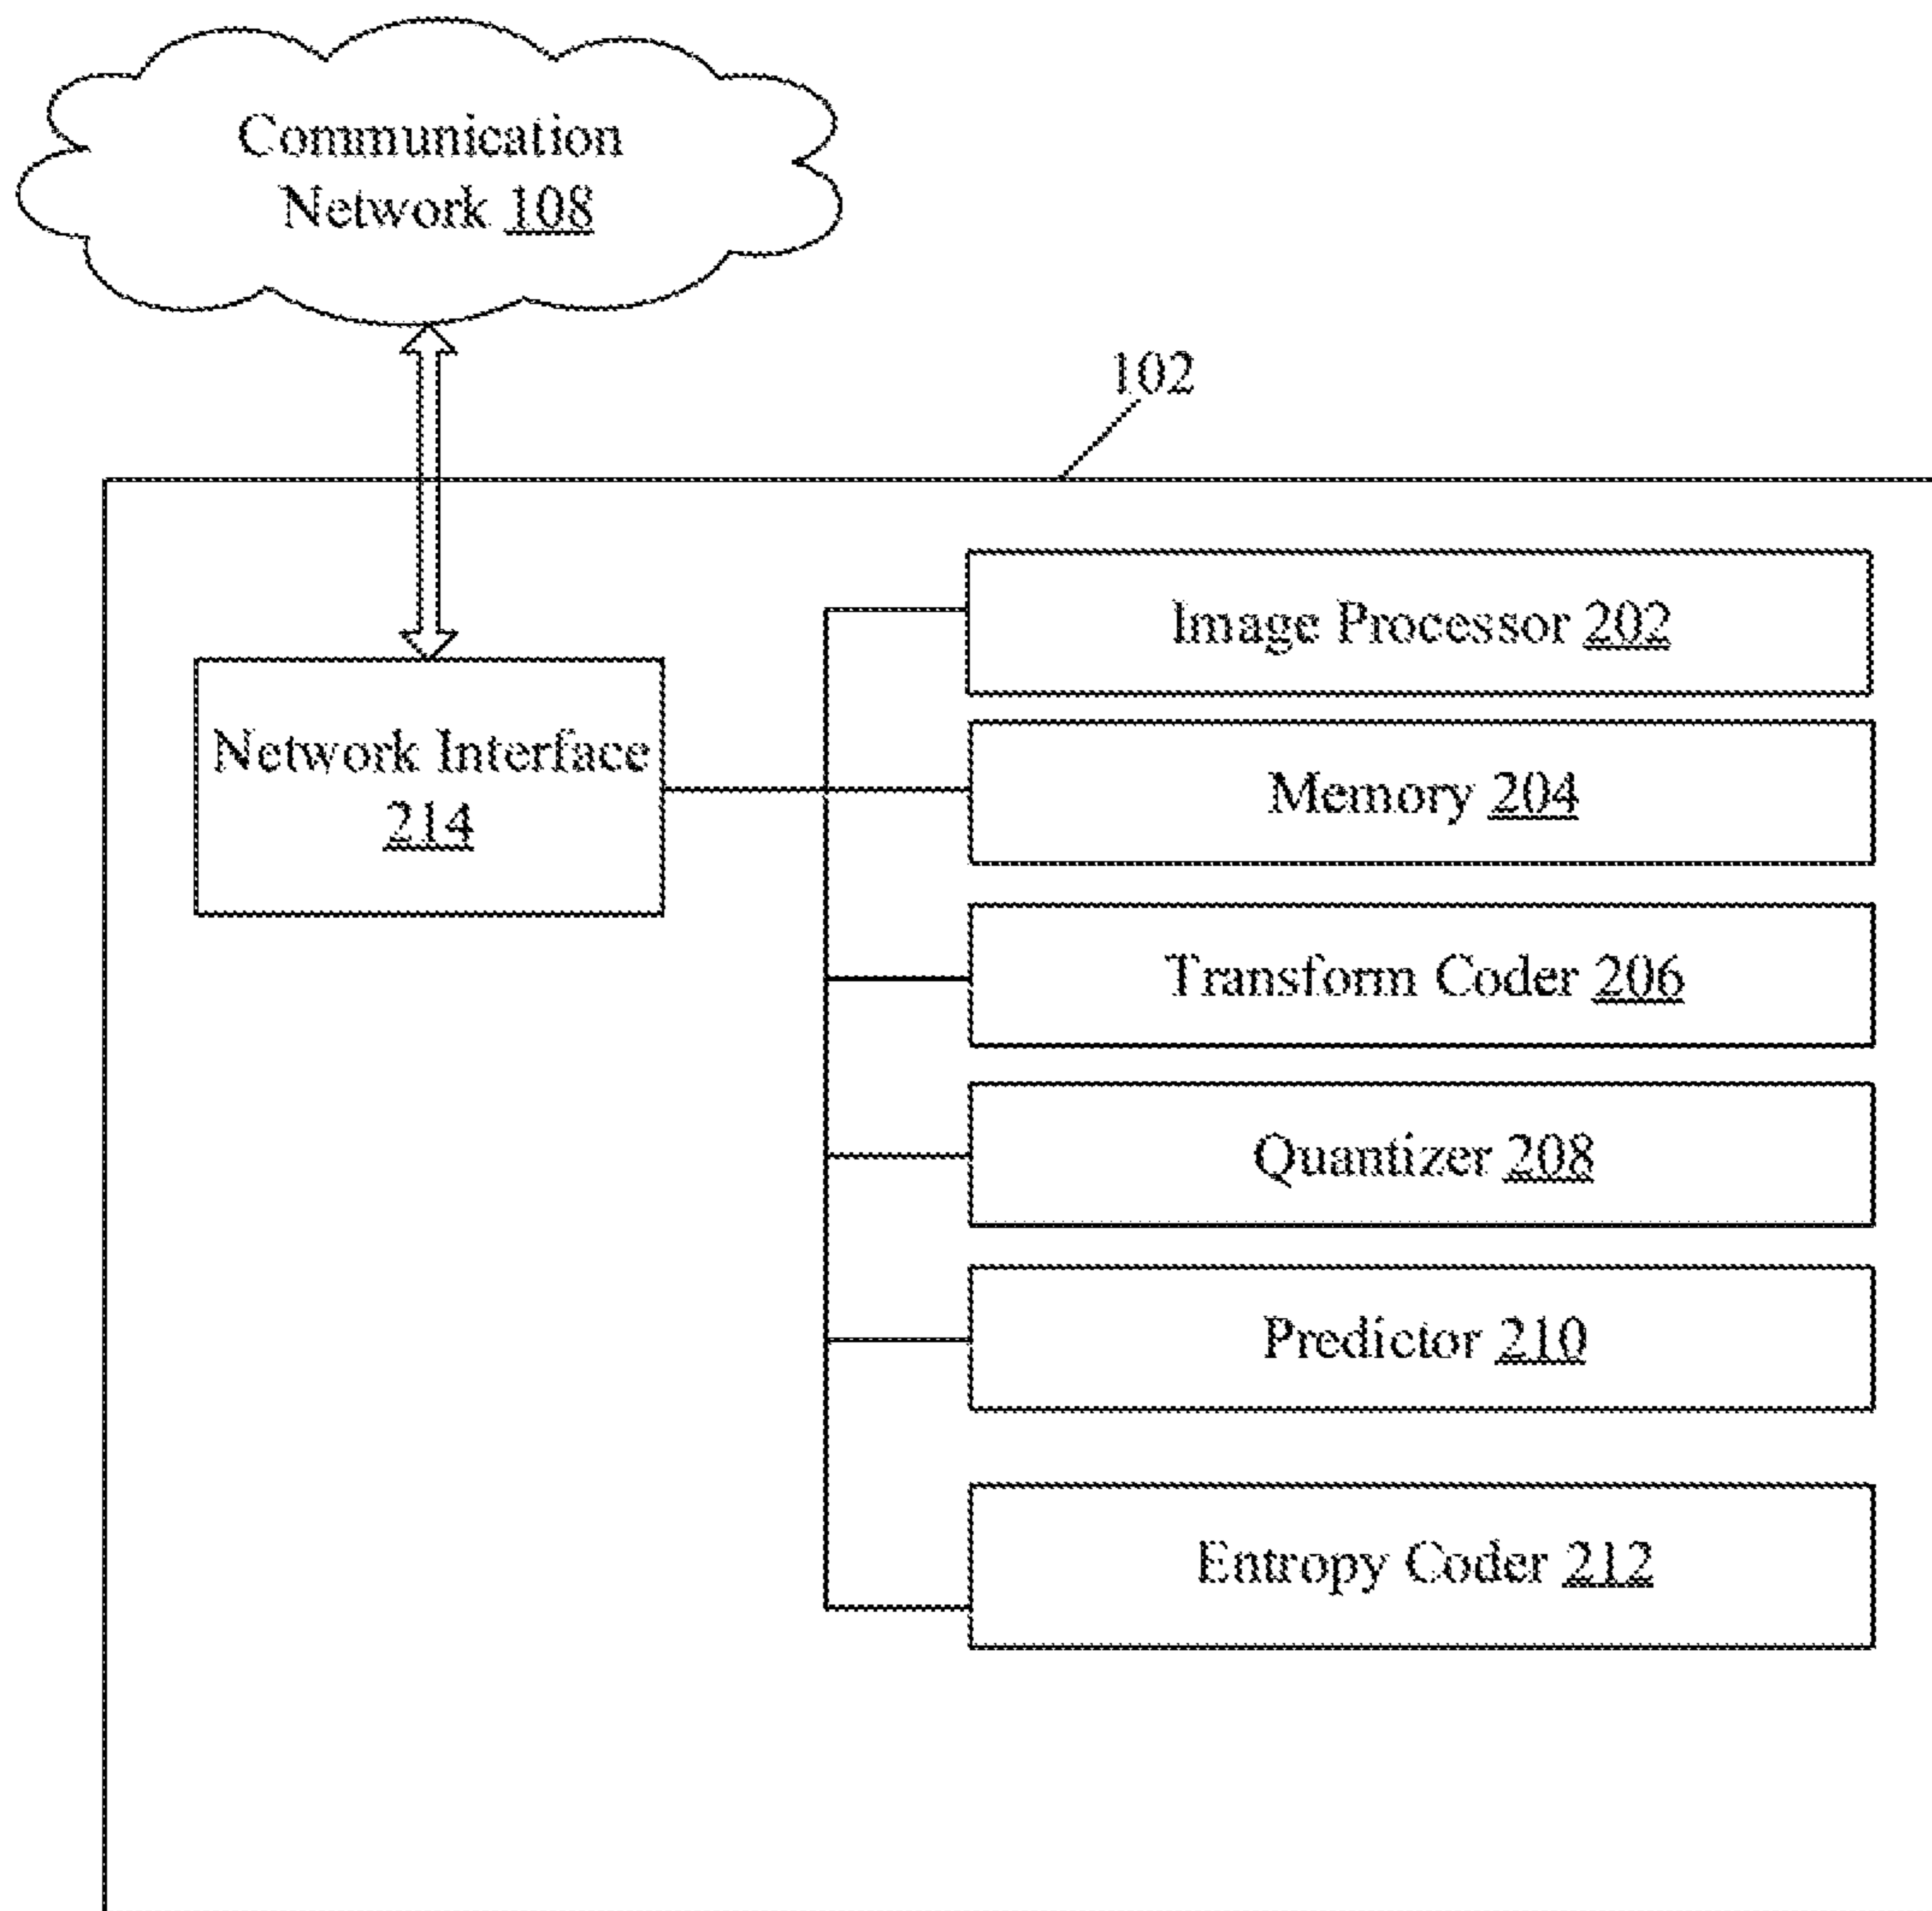 Communication
Network 108
102
Image Processor 202
Network Interface
214
Memory 204
Transform Coder 206
Quantizer 208
Predictor 210
Entropy Coder 212